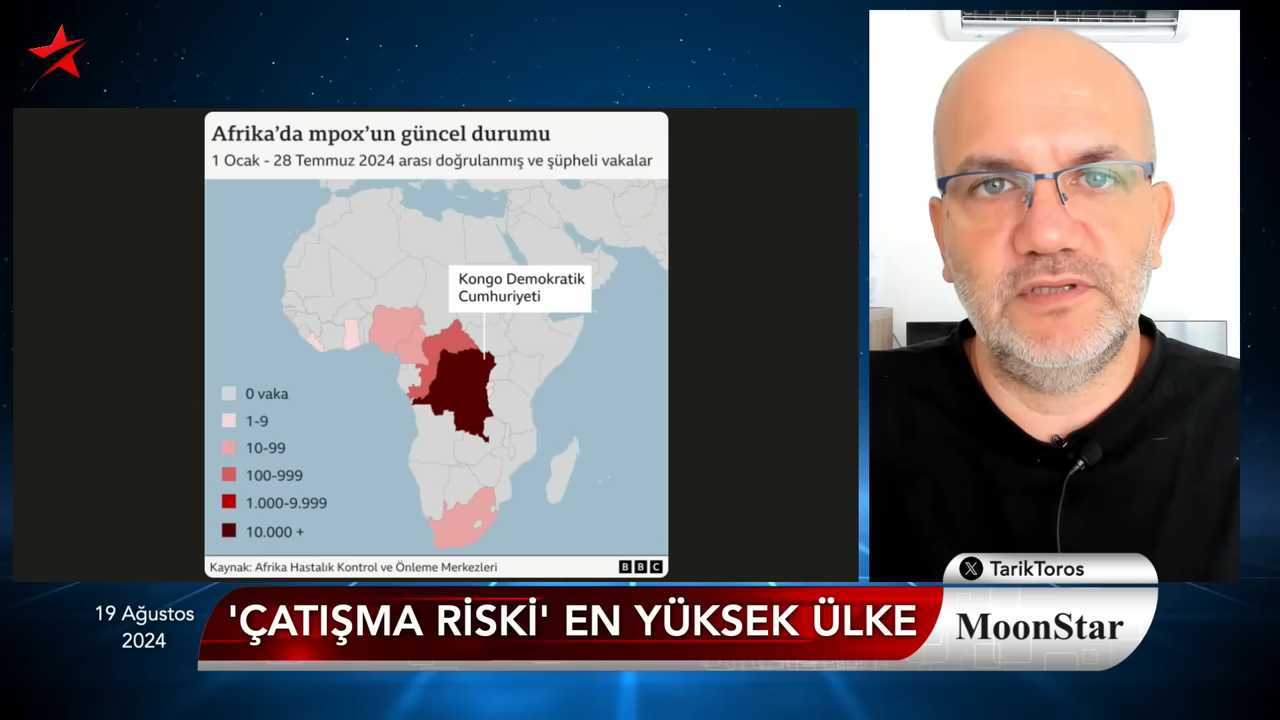 Afrika'da mpox'un güncel durumu
1 Ocak - 28 Temmuz 2024 arası doğrulanmış ve şüpheli vakalar
Kongo Demokratik
Cumhuriyeti
0 vaka
1-9
10-99
100-999
1.000-9.999
10.000 +
Kaynak: Afrika Hastalık Kontrol ve Önleme Merkezleri
BBC
TarikToros
19 Ağustos
2024
'ÇATIŞMA RİSKİ' EN YÜKSEK ÜLKE
MoonStar